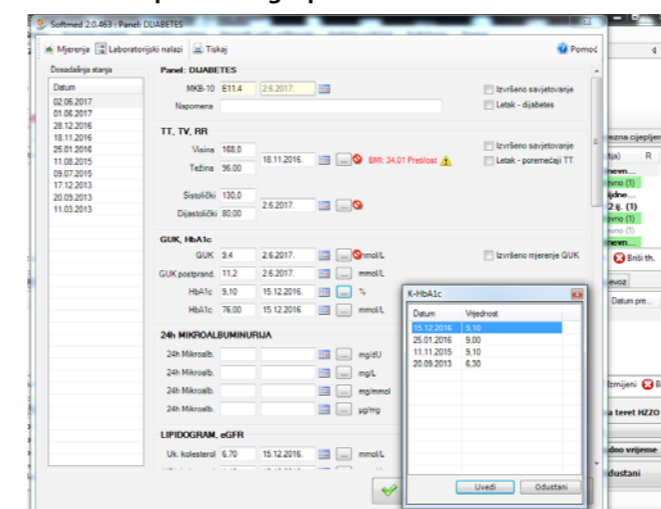 Softmed 2.0.463 : Panel: DIJABETES
Mjerenja Laboratorijski nalazi Tiskaj Pomoć
Dosadašnja stanja
Datum
02.06.2017
01.06.2017
28.12.2016
18.11.2016
25.01.2016
11.08.2015
09.07.2015
17.12.2013
20.09.2013
11.03.2013
Panel: DIJABETES
MKB-10 E11.4 2.6.2017. Izvršeno savjetovanje
Napomena Letak - dijabetes
TT, TV, RR
Visina 168,0 Izvršeno savjetovanje
18.11.2016. ... BMI: 34,01 Pretilost Letak - poremećaji TT
Težina 96,00
Sistolički 130,0
2.6.2017. ...
Dijastolički 80,00
GUK, HbA1c
GUK 9,4 2.6.2017. ... mmol/L Izvršeno mjerenje GUK
GUK postprand. 11,2 2.6.2017. ... mmol/L
HbA1c 9,10 15.12.2016. ... %
HbA1c 76,00 15.12.2016. ... mmol/L
24h MIKROALBUMINURIJA
24h Mikroalb. ... mg/dU
24h Mikroalb. ... mg/L
24h Mikroalb. ... mg/mmol
24h Mikroalb. ... µg/mg
LIPIDOGRAM, eGFR
Uk. kolesterol 6,70 15.12.2016. ... mmol/L
K-HbA1c
Datum Vrijednost
15.12.2016 9,10
25.01.2016 9,00
11.11.2015 9,10
20.09.2013 6,30
Uvedi Odustani
R
2 tj. (1)
Briši th.
Datum pre...
a teret HZZO
dno vrijeme
dustani